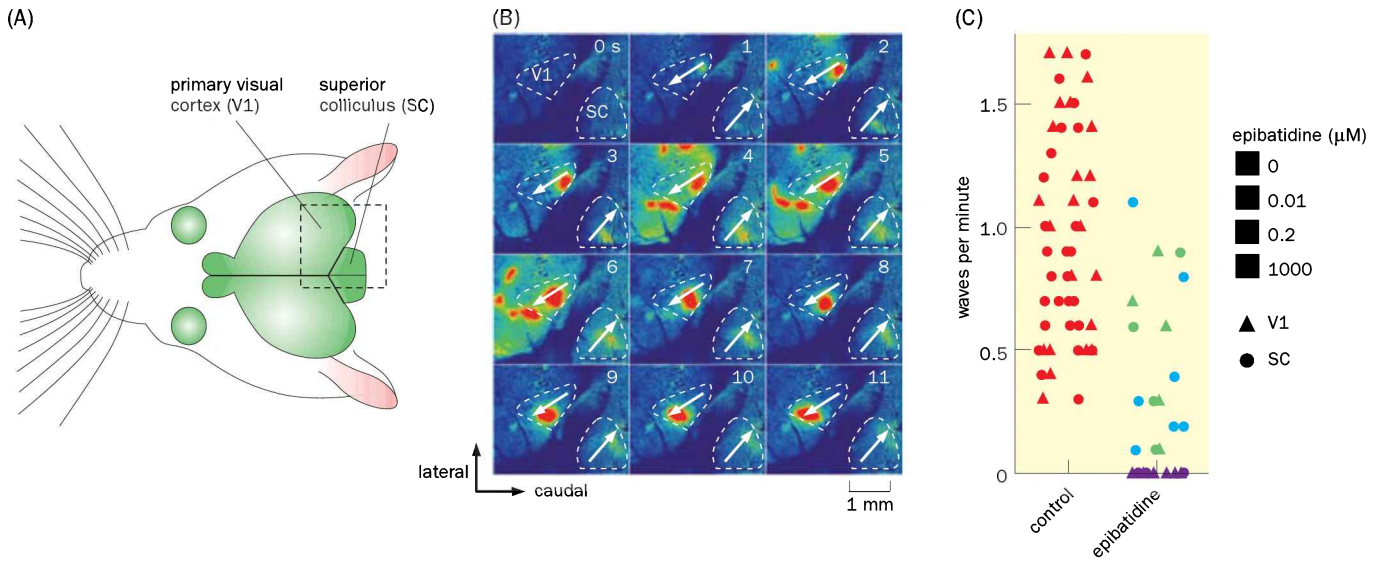 (A)
primary visual
cortex (V1)
superior
colliculus (SC)
(B)
0 s
V1
SC
1
2
3
4
5
6
7
8
9
10
11
lateral
caudal
1 mm
(C)
waves per minute
1.5
1.0
0.5
0
control
epibatidine
epibatidine (μM)
0
0.01
0.2
1000
V1
SC